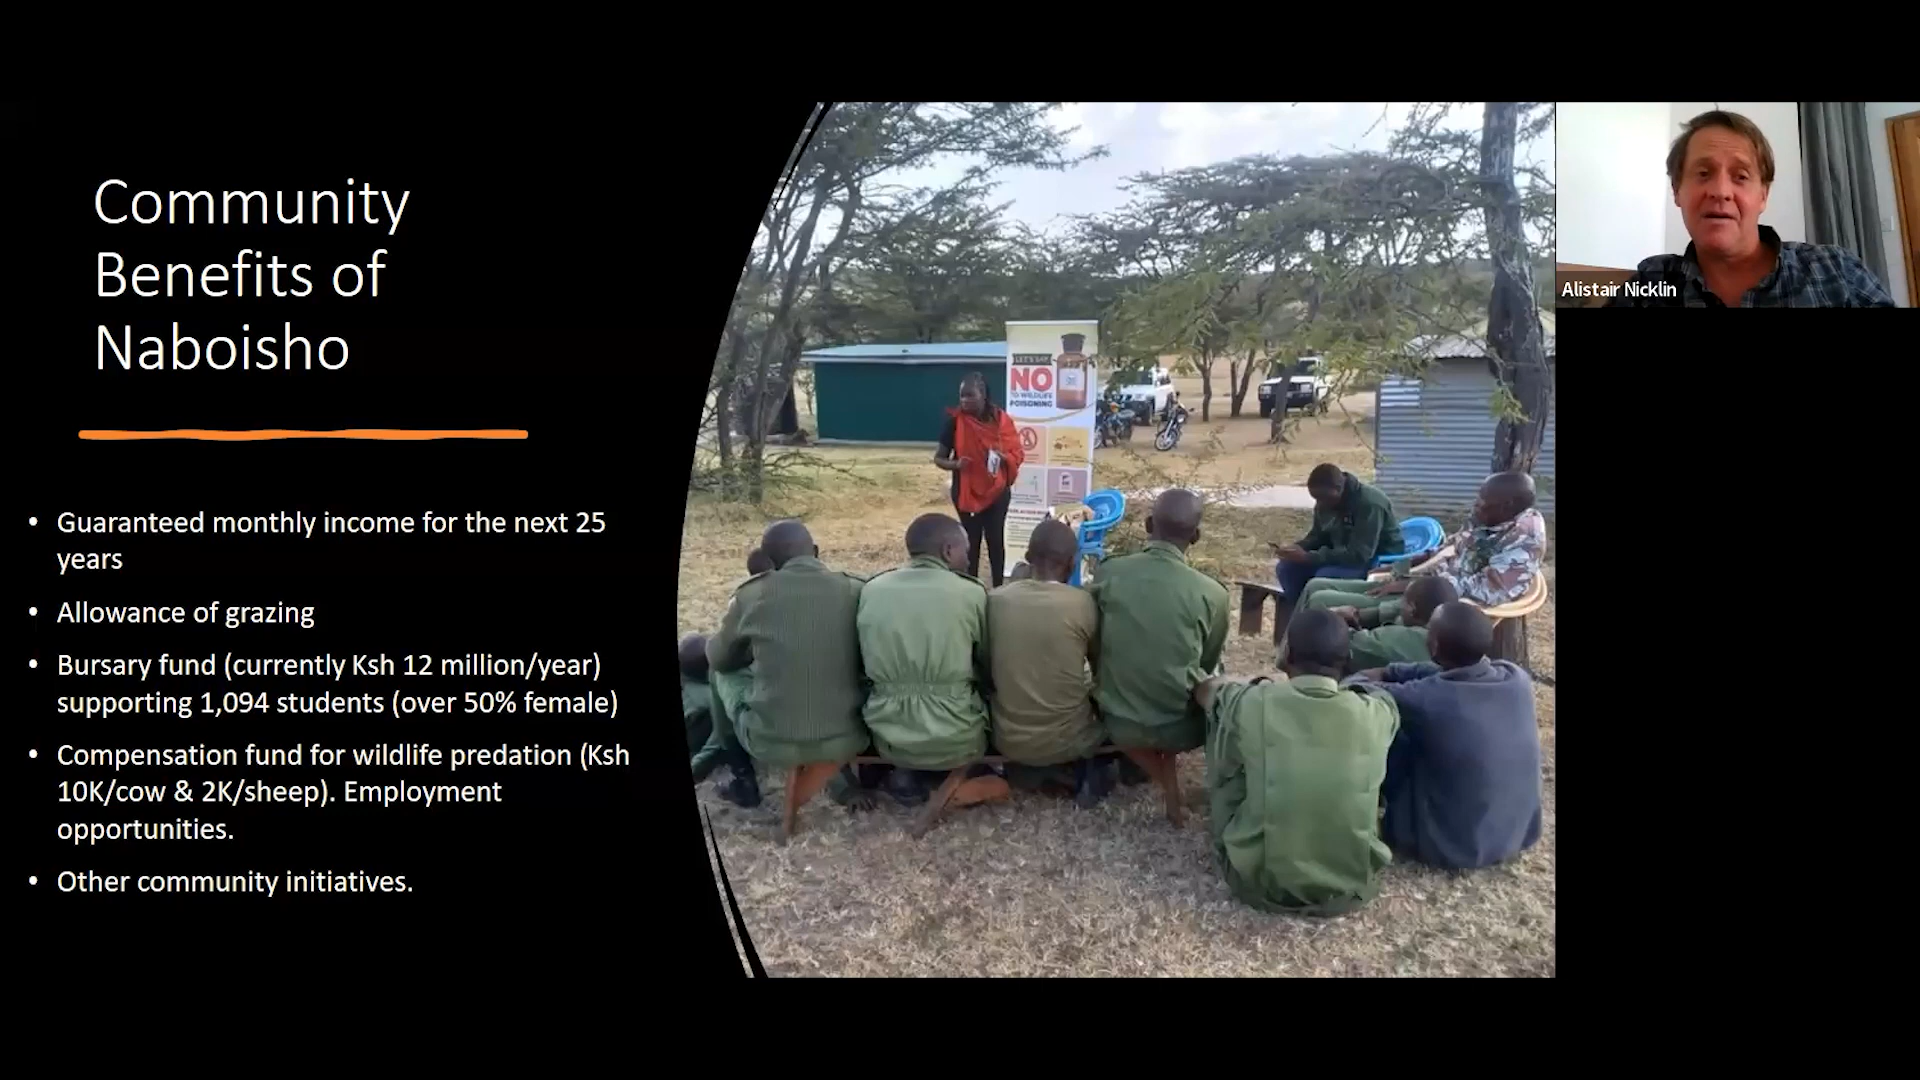 Community
Benefits of
Naboisho
• Guaranteed monthly income for the next 25
years
• Allowance of grazing
• Bursary fund (currently Ksh 12 million/year)
supporting 1,094 students (over 50% female)
• Compensation fund for wildlife predation (Ksh
10K/cow & 2K/sheep). Employment
opportunities.
• Other community initiatives.
LET'S SAY
NO
TO WILDLIFE
POISONING
Alistair Nicklin